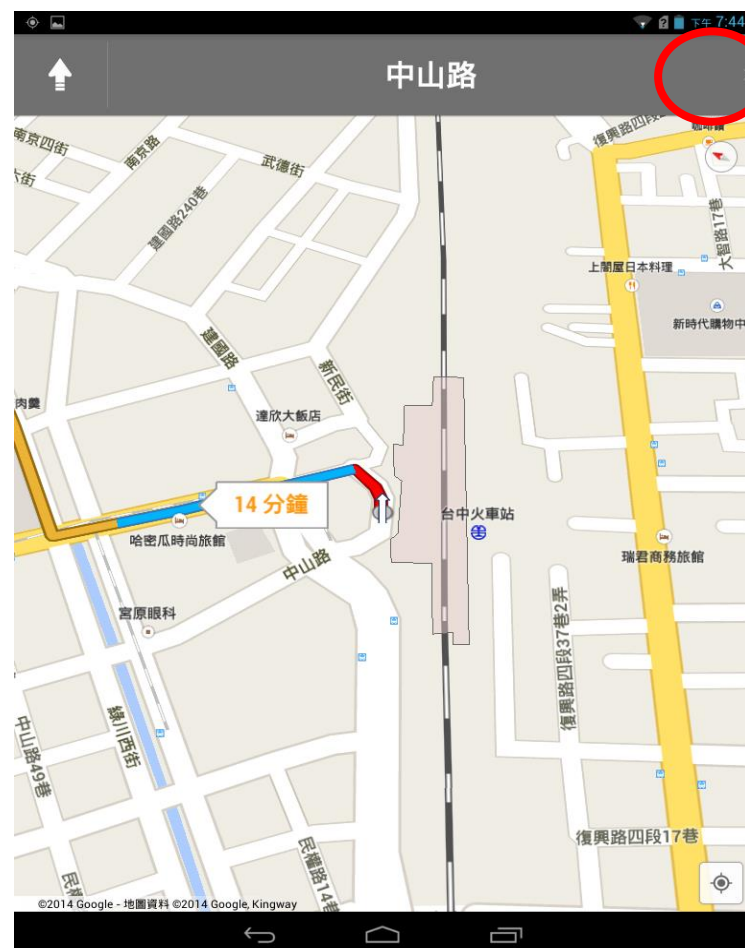 下午 7:44
中山路
南京四街
南京路
武德街
復興路四段
建國路240巷
大智路17巷
上閣屋日本料理
新時代購物中
建國路
新民街
肉羹
達欣大飯店
14 分鐘
台中火車站
哈密瓜時尚旅館
瑞君商務旅館
中山路
宮原眼科
復興路四段37巷2弄
綠川西街
中山路49巷
復興路四段17巷
民權路14巷
民權
©2014 Google - 地圖資料 ©2014 Google, Kingway